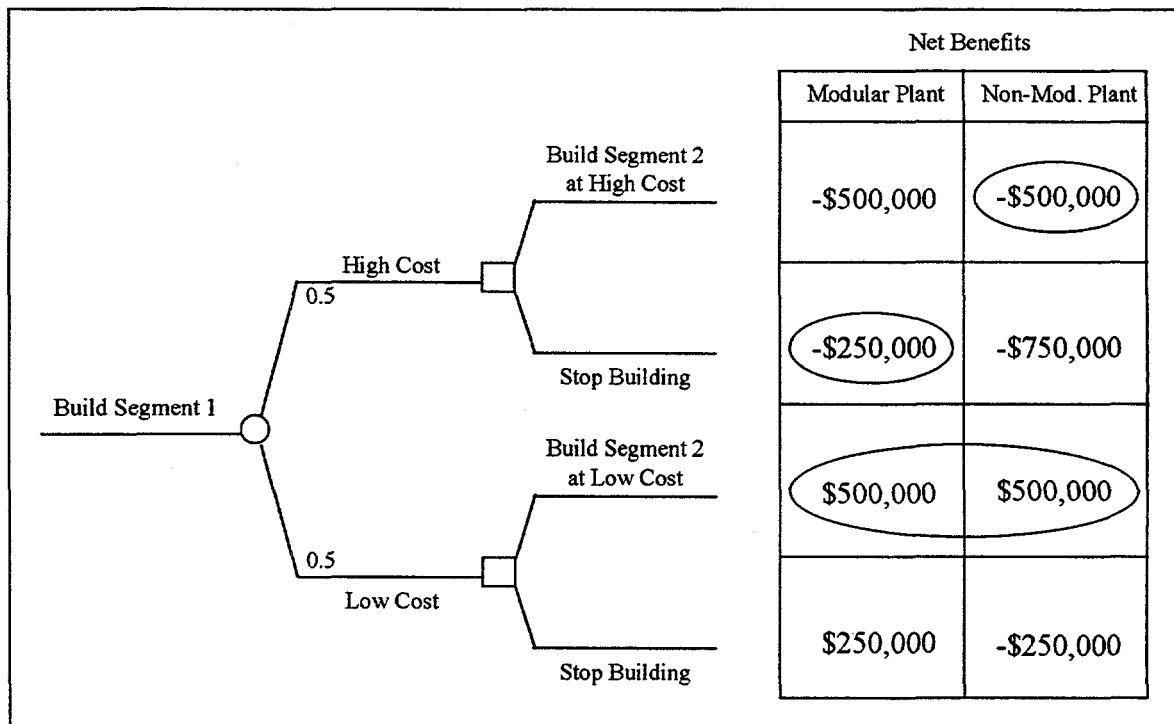 Net Benefits
Modular Plant
Non-Mod. Plant
Build Segment 2
at High Cost
-$500,000
-$500,000
High Cost
0.5
-$250,000
-$750,000
Stop Building
Build Segment 1
Build Segment 2
at Low Cost
$500,000
$500,000
0.5
Low Cost
$250,000
-$250,000
Stop Building